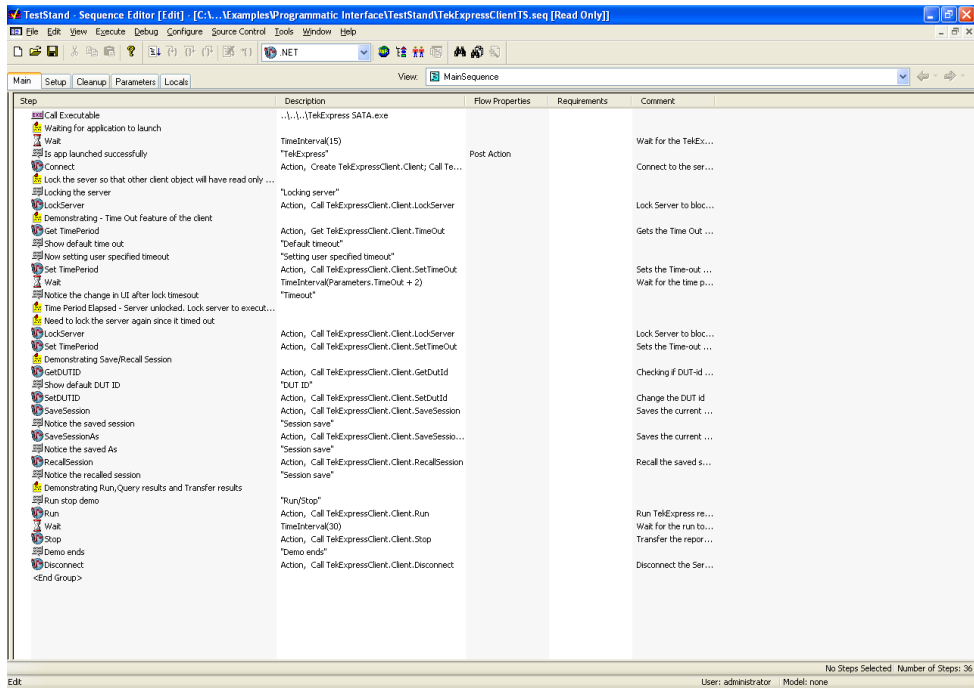 TestStand - Sequence Editor [Edit] - [C:\...\Examples\Programmatic Interface\TestStand\TekExpressClientTS.seq [Read Only]]
File Edit View Execute Debug Configure Source Control Tools Window Help
.NET
Main Setup Cleanup Parameters Locals View: MainSequence
Step Description Flow Properties Requirements Comment
Call Executable ..\..\..\TekExpress SATA.exe
Waiting for application to launch
Wait TimeInterval(15) Wait for the TekEx...
Is app launched successfully "TekExpress" Post Action
Connect Action, Create TekExpressClient.Client; Call Te... Connect to the ser...
Lock the sever so that other client object will have read only ...
Locking the server "Locking server"
LockServer Action, Call TekExpressClient.Client.LockServer Lock Server to bloc...
Demonstrating - Time Out feature of the client
Get TimePeriod Action, Get TekExpressClient.Client.TimeOut Gets the Time Out ...
Show default time out "Default timeout"
Now setting user specified timeout "Setting user specified timeout"
Set TimePeriod Action, Call TekExpressClient.Client.SetTimeOut Sets the Time-out ...
Wait TimeInterval(Parameters.TimeOut + 2) Wait for the time p...
Notice the change in UI after lock timesout "Timeout"
Time Period Elapsed - Server unlocked. Lock server to execut...
Need to lock the server again since it timed out
LockServer Action, Call TekExpressClient.Client.LockServer Lock Server to bloc...
Set TimePeriod Action, Call TekExpressClient.Client.SetTimeOut Sets the Time-out ...
Demonstrating Save/Recall Session
GetDUTID Action, Call TekExpressClient.Client.GetDutId Checking if DUT-id ...
Show default DUT ID "DUT ID"
SetDUTID Action, Call TekExpressClient.Client.SetDutId Change the DUT id
SaveSession Action, Call TekExpressClient.Client.SaveSession Saves the current ...
Notice the saved session "Session save"
SaveSessionAs Action, Call TekExpressClient.Client.SaveSessio... Saves the current ...
Notice the saved As "Session save"
RecallSession Action, Call TekExpressClient.Client.RecallSession Recall the saved s...
Notice the recalled session "Session save"
Demonstrating Run,Query results and Transfer results
Run stop demo "Run/Stop"
Run Action, Call TekExpressClient.Client.Run Run TekExpress re...
Wait TimeInterval(30) Wait for the run to...
Stop Action, Call TekExpressClient.Client.Stop Transfer the repor...
Demo ends "Demo ends"
Disconnect Action, Call TekExpressClient.Client.Disconnect Disconnect the Ser...
<End Group>
No Steps Selected Number of Steps: 36
Edit User: administrator Model: none